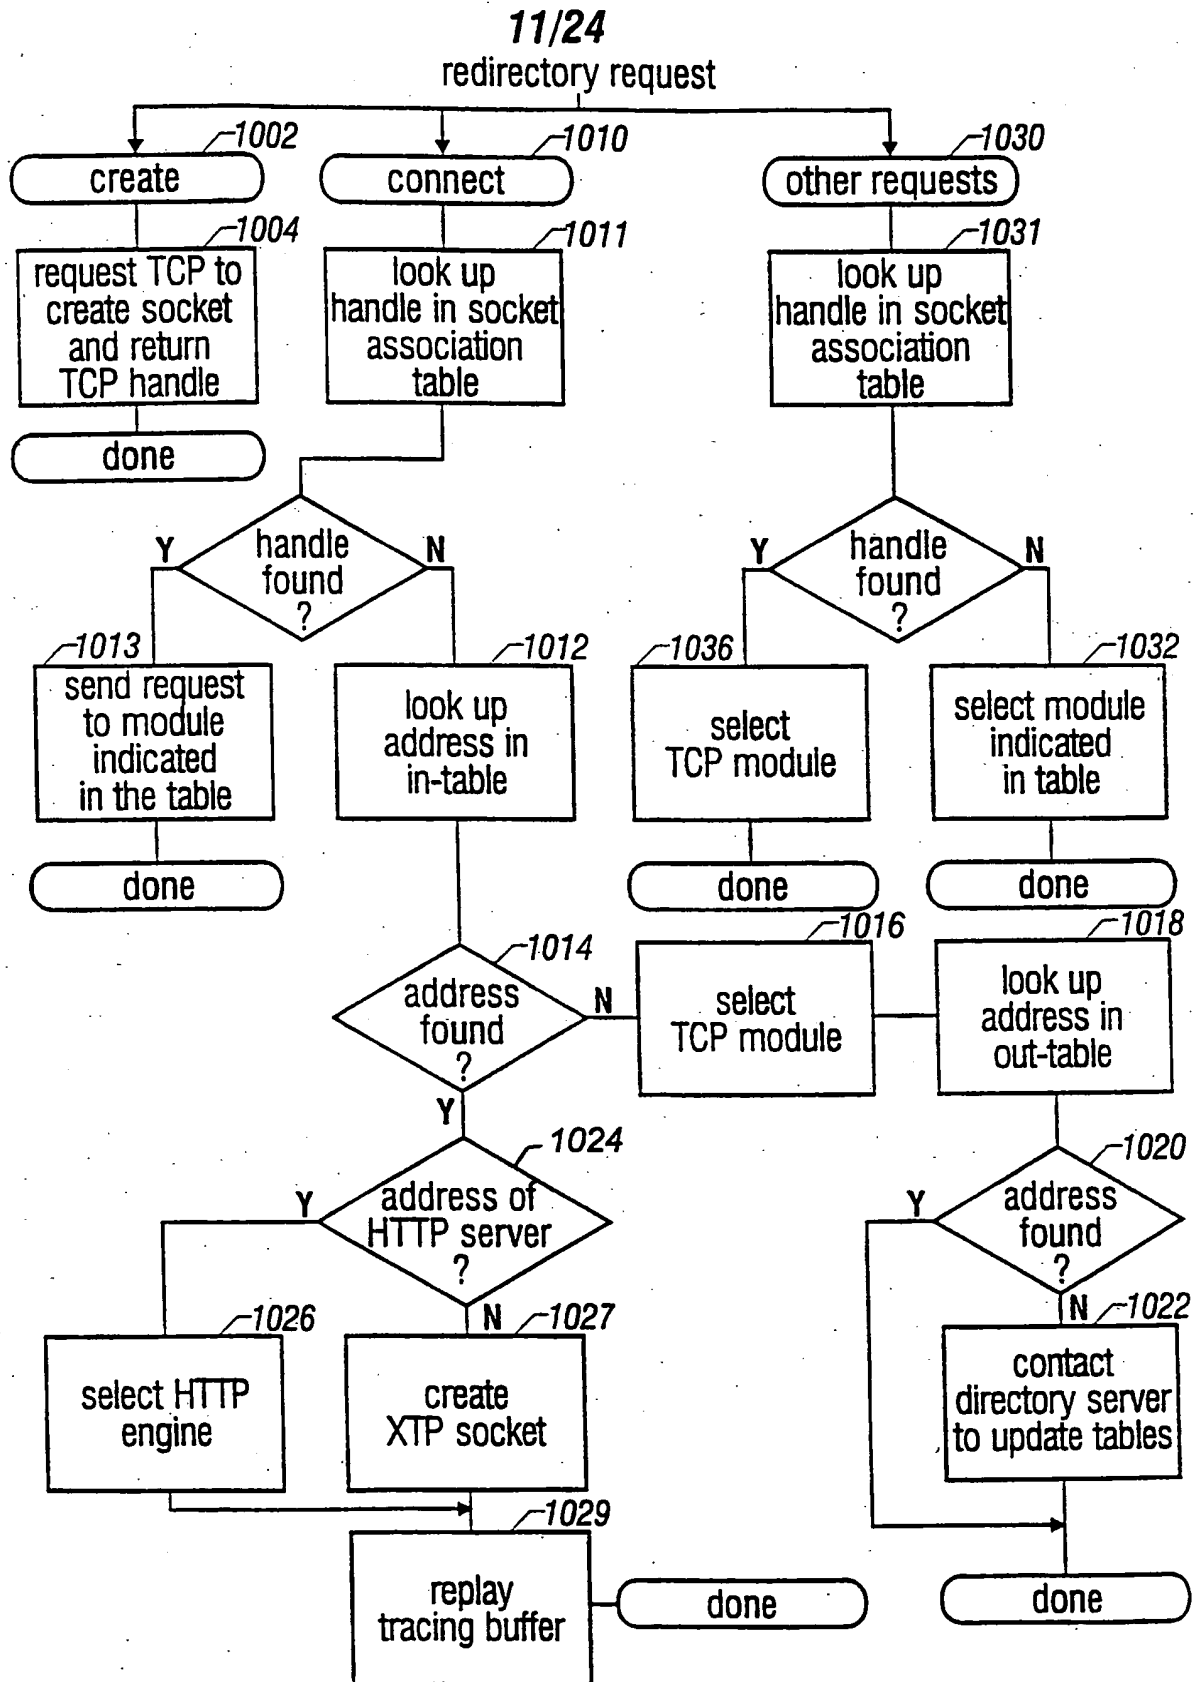 11/24
redirectory request
1002
create
1010
connect
1030
other requests
1004
request TCP to
create socket
and return
TCP handle
done
1011
look up
handle in socket
association
table
1031
look up
handle in socket
association
table
Y
handle
found
?
N
Y
handle
found
?
N
1013
send request
to module
indicated
in the table
done
1012
look up
address in
in-table
1036
select
TCP module
done
1032
select module
indicated
in table
done
1014
address
found
?
N
Y
1016
select
TCP module
1018
look up
address in
out-table
1024
Y
address of
HTTP server
?
N
1020
Y
address
found
?
N
1026
select HTTP
engine
1027
create
XTP socket
1022
contact
directory server
to update tables
1029
replay
tracing buffer
done
done